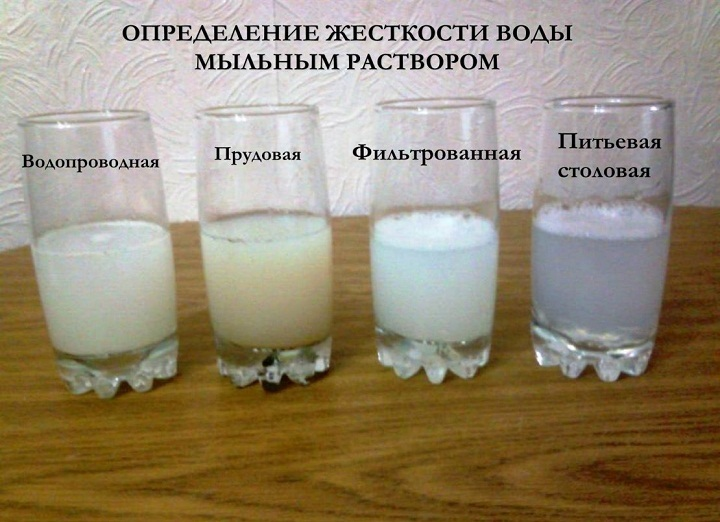 ОПРЕДЕЛЕНИЕ ЖЕСТКОСТИ ВОДЫ
МЫЛЬНЫМ РАСТВОРОМ
Водопроводная
Прудовая
Фильтрованная
Питьевая
столовая